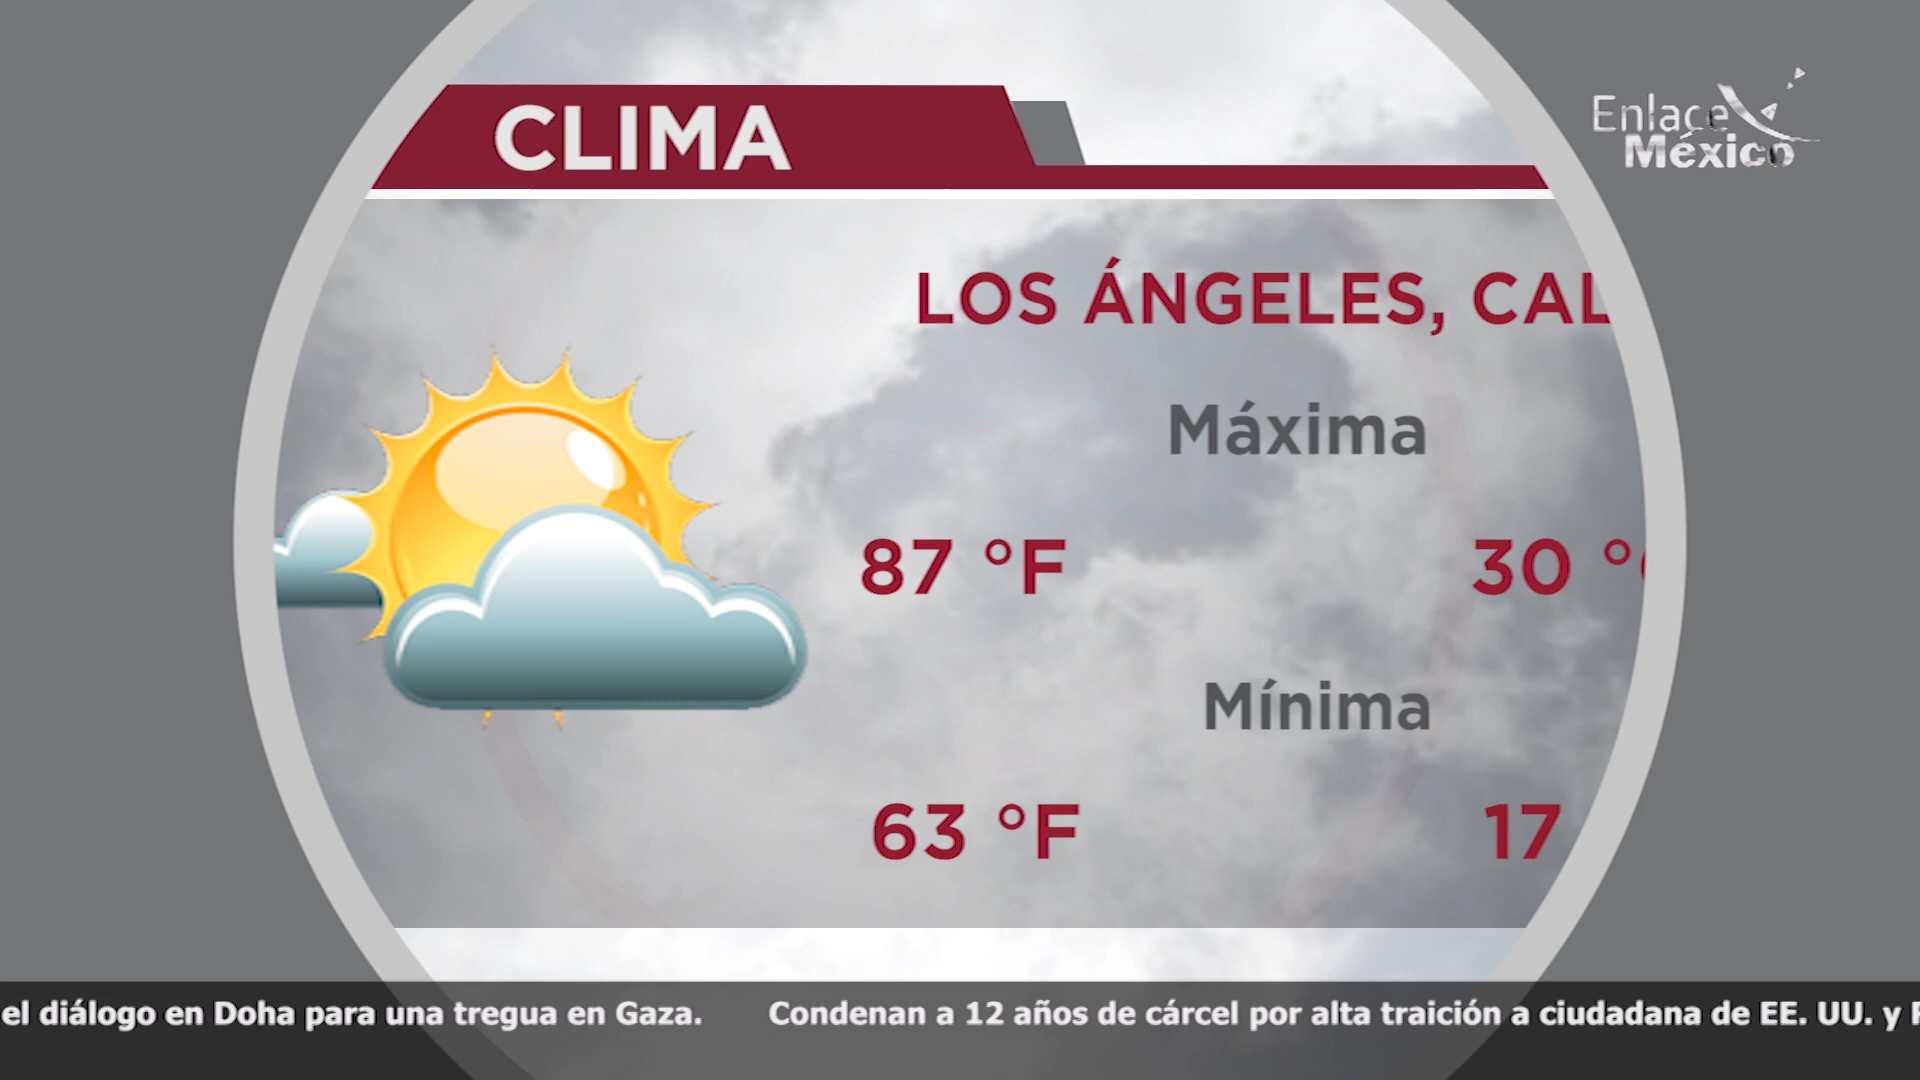 CLIMA
Enlace
México
LOS ÁNGELES, CAL
Máxima
87 °F
30 °
Mínima
63 °F
17
el diálogo en Doha para una tregua en Gaza. Condenan a 12 años de cárcel por alta traición a ciudadana de EE. UU. y